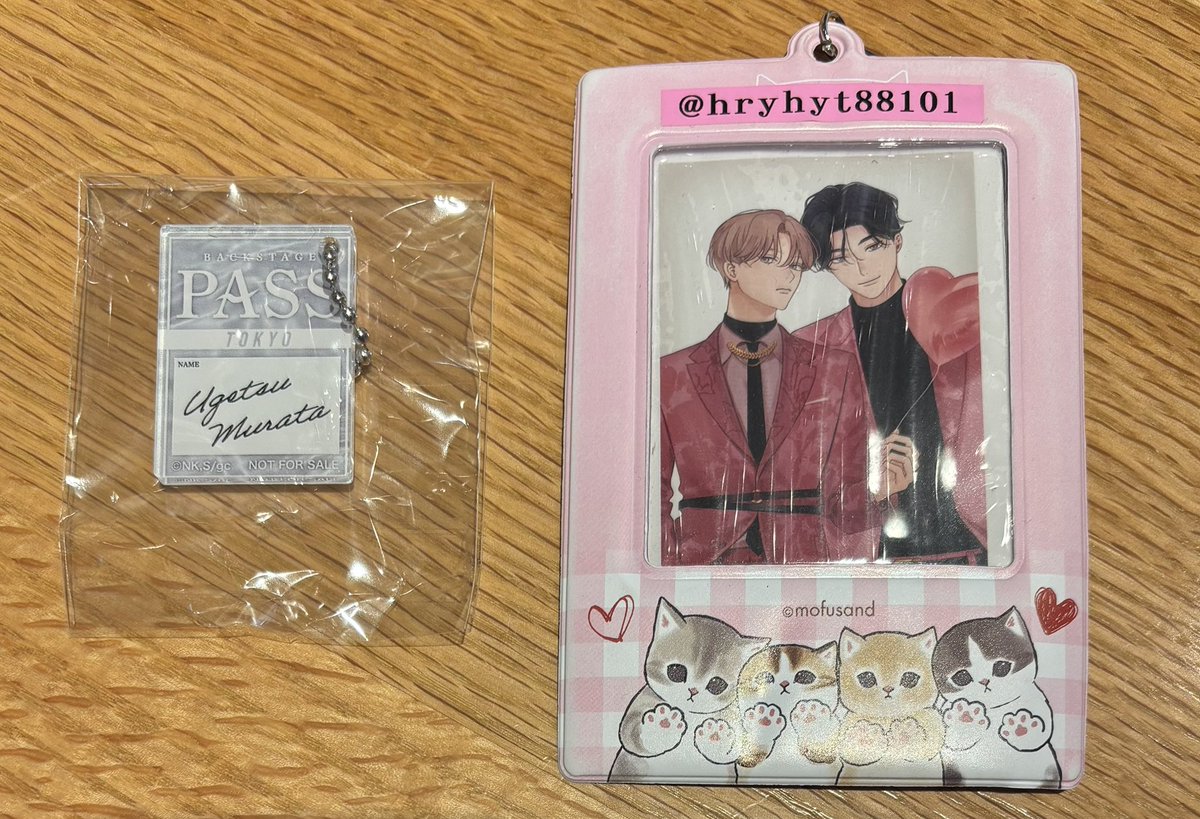 BACKSTAGE
PASS
TOKYO
NAME
Ugetsu
Murata
©NK,S/gc NOT FOR SALE
@hryhyt88101
©mofusand